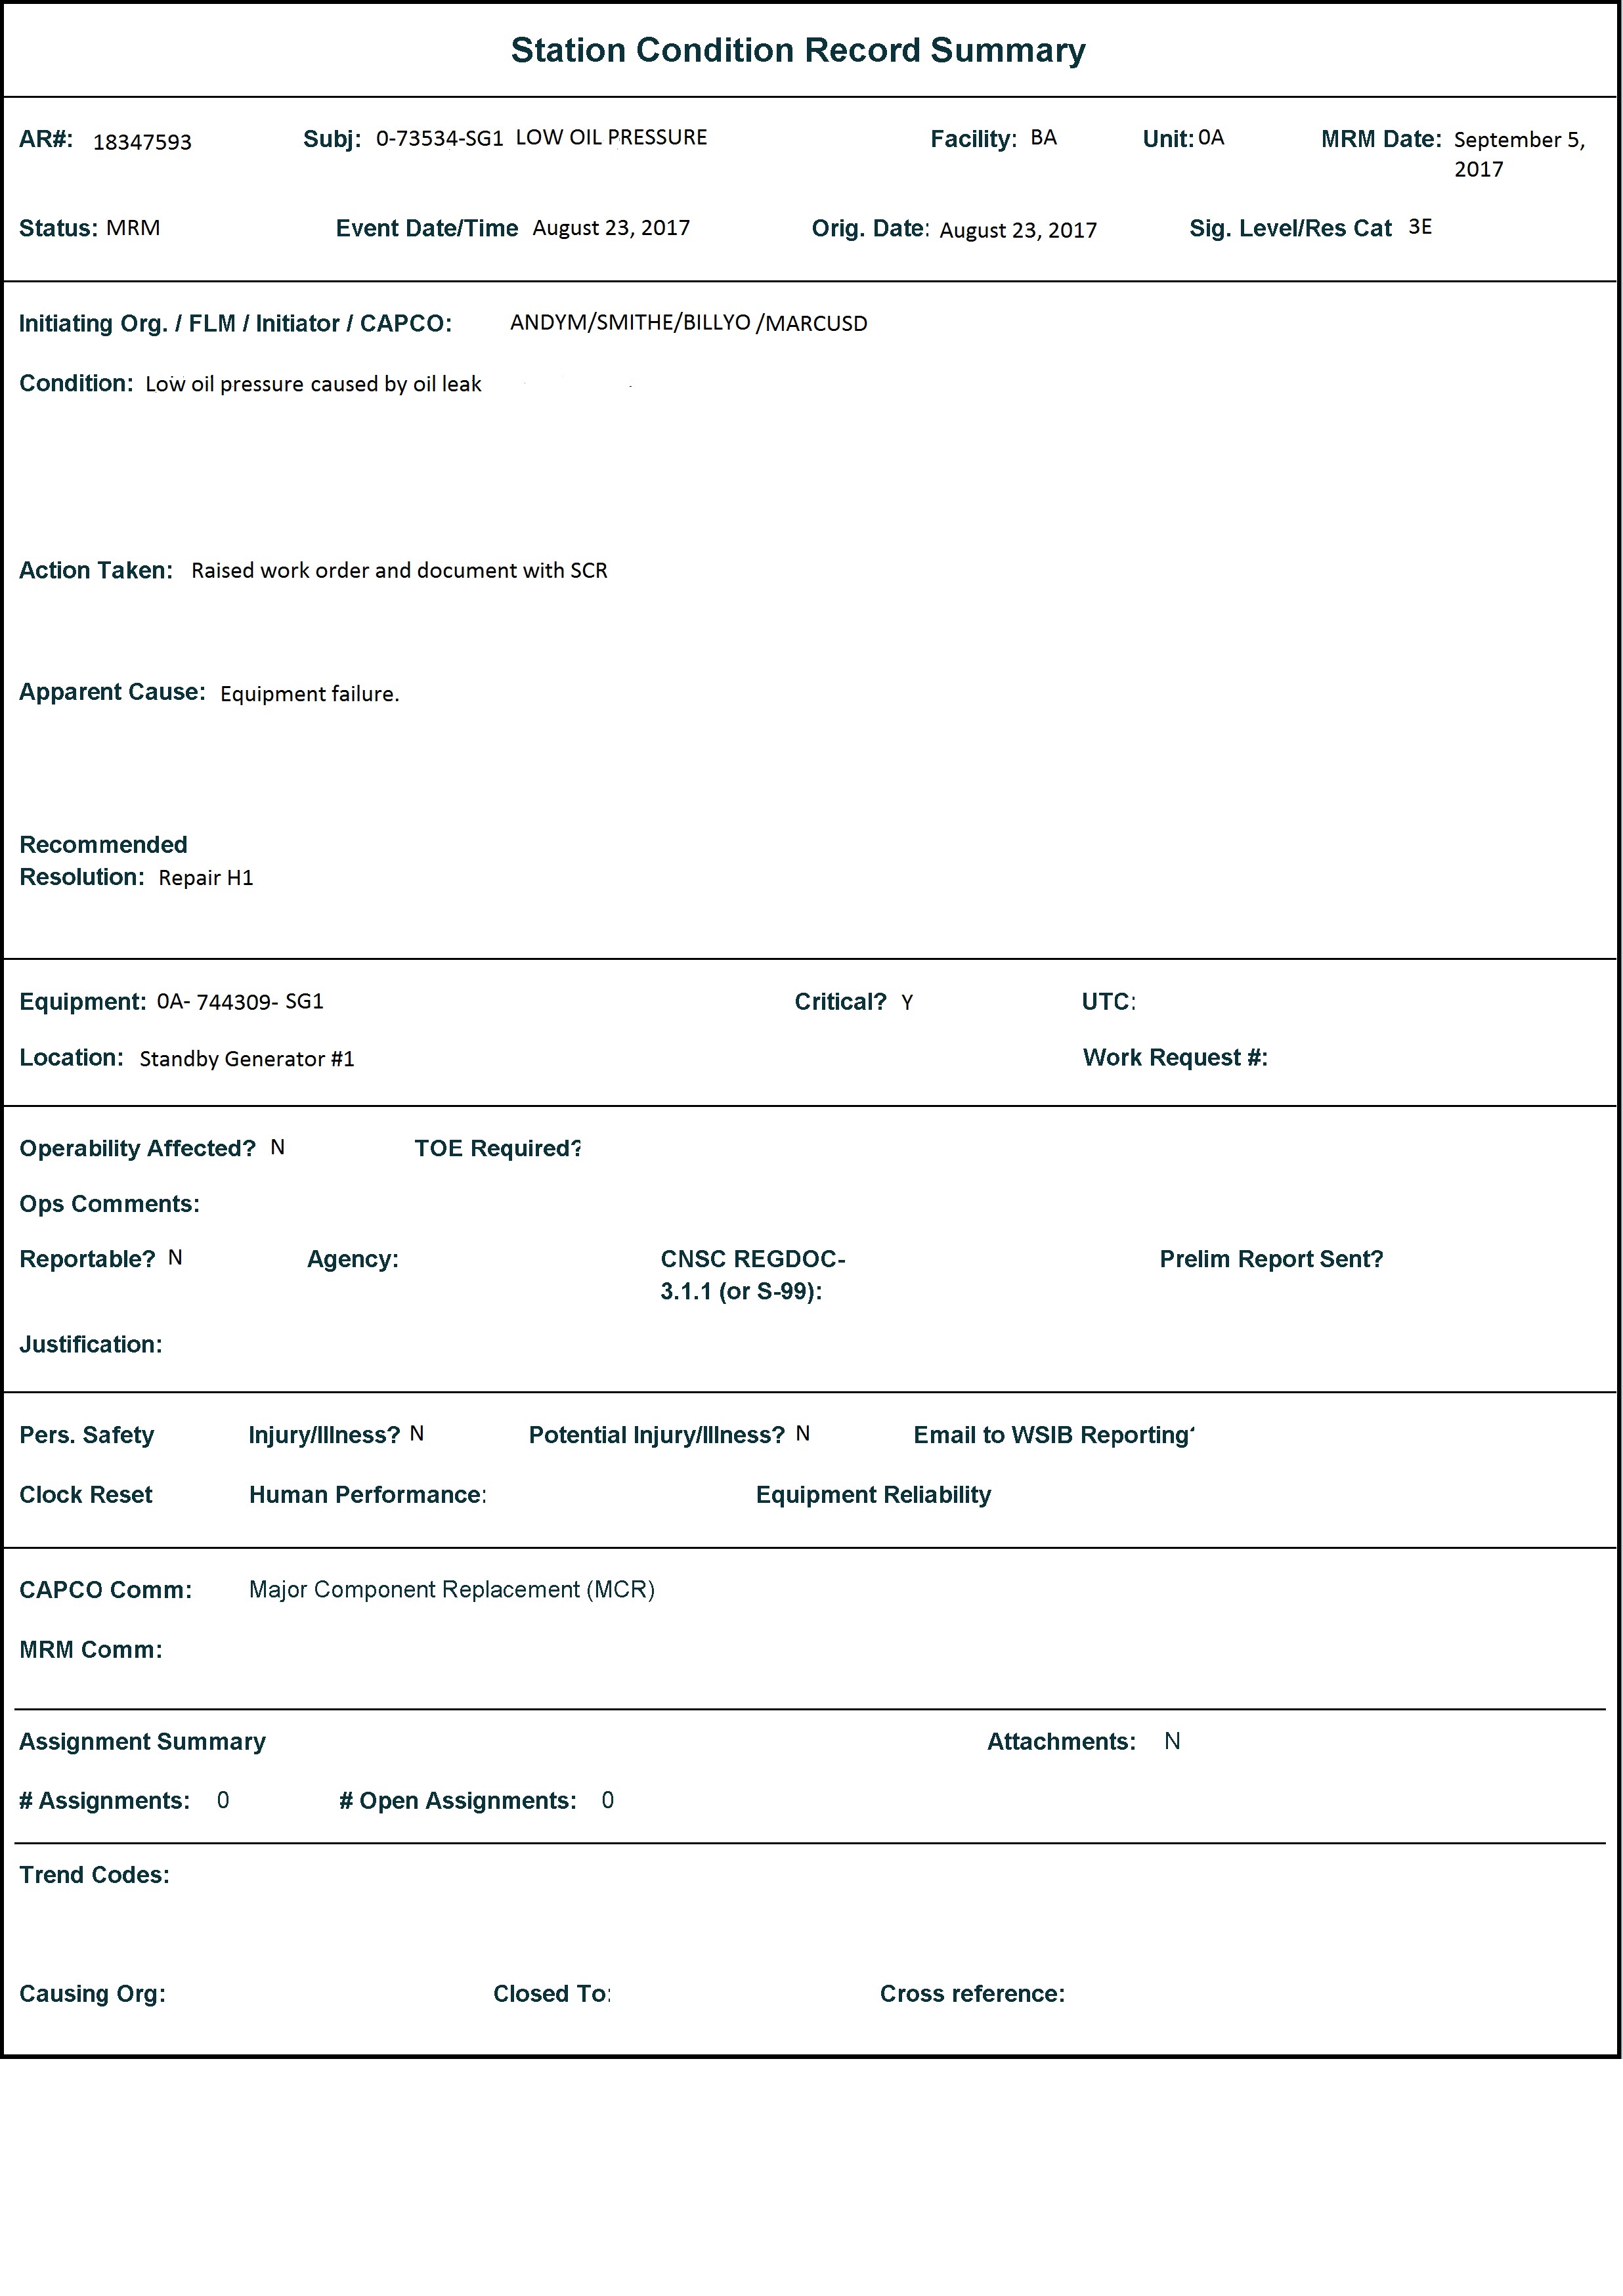 Station Condition Record Summary
AR#: 18347593 Subj: 0-73534-SG1 LOW OIL PRESSURE Facility: BA Unit: 0A MRM Date: September 5,
2017
Status: MRM Event Date/Time August 23, 2017 Orig. Date: August 23, 2017 Sig. Level/Res Cat 3E
Initiating Org. / FLM / Initiator / CAPCO: ANDYM/SMITHE/BILLYO /MARCUSD
Condition: Low oil pressure caused by oil leak
Action Taken: Raised work order and document with SCR
Apparent Cause: Equipment failure.
Recommended
Resolution: Repair H1
Equipment: 0A- 744309- SG1 Critical? Y UTC:
Location: Standby Generator #1 Work Request #:
Operability Affected? N TOE Required?
Ops Comments:
Reportable? N Agency: CNSC REGDOC- Prelim Report Sent?
3.1.1 (or S-99):
Justification:
Pers. Safety Injury/Illness? N Potential Injury/Illness? N Email to WSIB Reporting
Clock Reset Human Performance: Equipment Reliability
CAPCO Comm: Major Component Replacement (MCR)
MRM Comm:
Assignment Summary Attachments: N
# Assignments: 0 # Open Assignments: 0
Trend Codes:
Causing Org: Closed To: Cross reference: